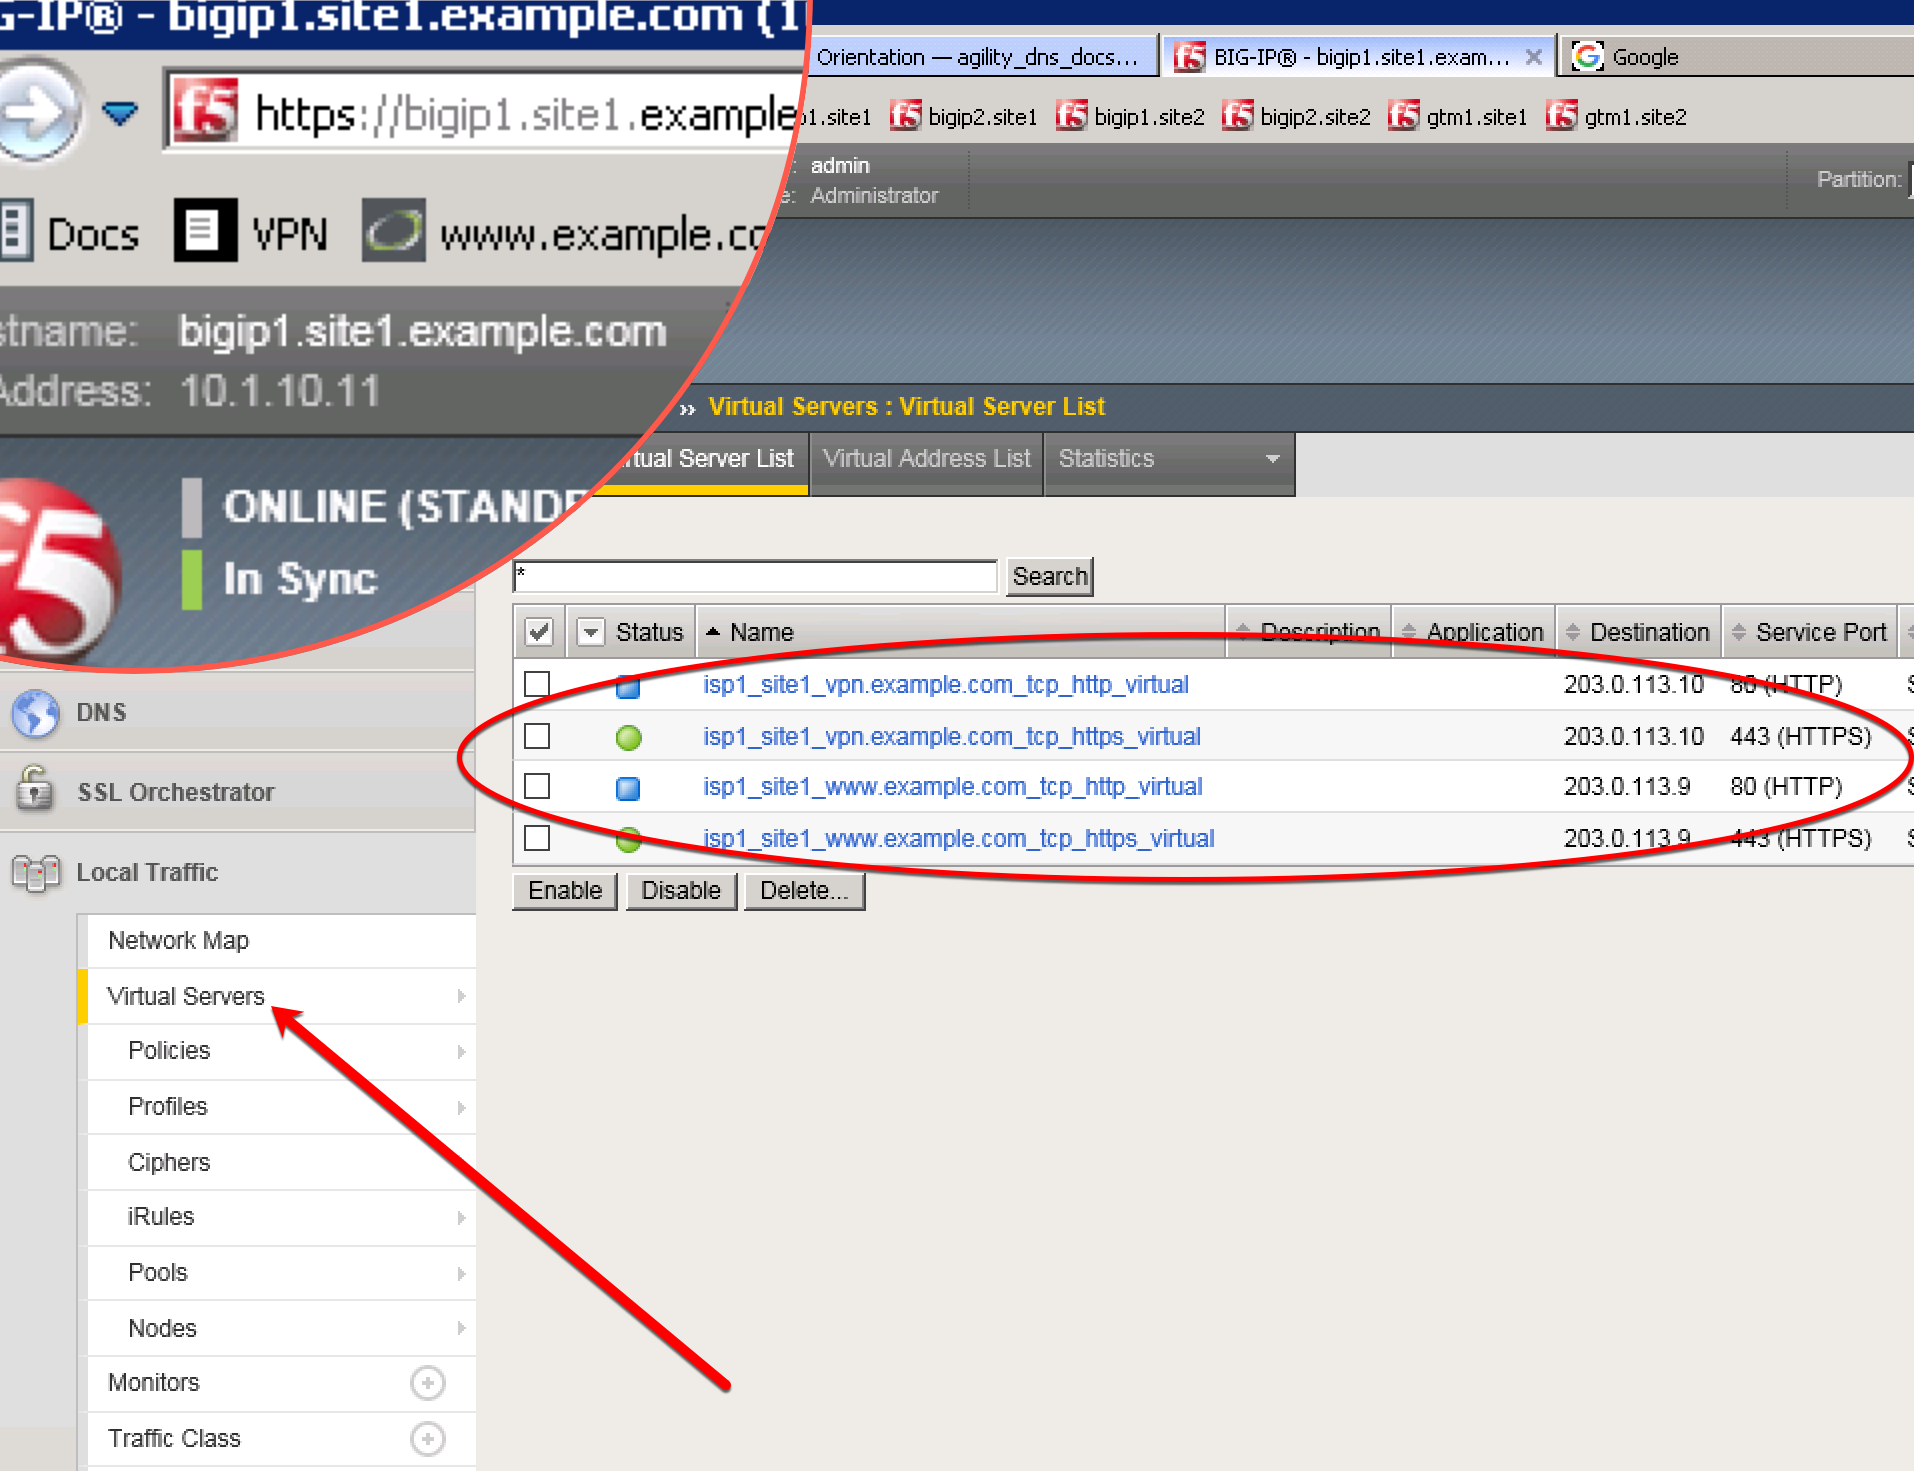 G-IP® - bigip1.site1.example.com (1
Orientation — agility_dns_docs...
BIG-IP® - bigip1.site1.exam...
Google
https://bigip1.site1.example
1.site1
bigip2.site1
bigip1.site2
bigip2.site2
gtm1.site1
gtm1.site2
Docs
VPN
www.example.co
stname: bigip1.site1.example.com
Address: 10.1.10.11
admin
e: Administrator
Partition:
f5
ONLINE (STANDB
In Sync
›› Virtual Servers : Virtual Server List
rtual Server List
Virtual Address List
Statistics
*
Search
Status
Name
Description
Application
Destination
Service Port
isp1_site1_vpn.example.com_tcp_http_virtual 203.0.113.10 80 (HTTP)
isp1_site1_vpn.example.com_tcp_https_virtual 203.0.113.10 443 (HTTPS)
isp1_site1_www.example.com_tcp_http_virtual 203.0.113.9 80 (HTTP)
isp1_site1_www.example.com_tcp_https_virtual 203.0.113.9 443 (HTTPS)
Enable
Disable
Delete...
DNS
SSL Orchestrator
Local Traffic
Network Map
Virtual Servers
Policies
Profiles
Ciphers
iRules
Pools
Nodes
Monitors
Traffic Class